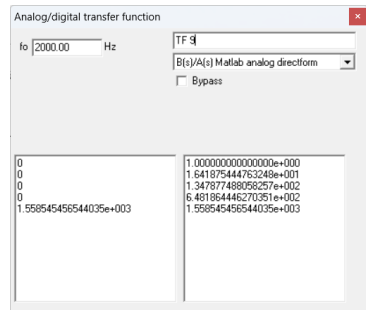 Analog/digital transfer function
fo 2000.00 Hz
TF 9
B(s)/A(s) Matlab analog directform
Bypass
0
0
0
0
1.558545456544035e+003
1.000000000000000e+000
1.641875444763248e+001
1.347877488058257e+002
6.481864446270351e+002
1.558545456544035e+003